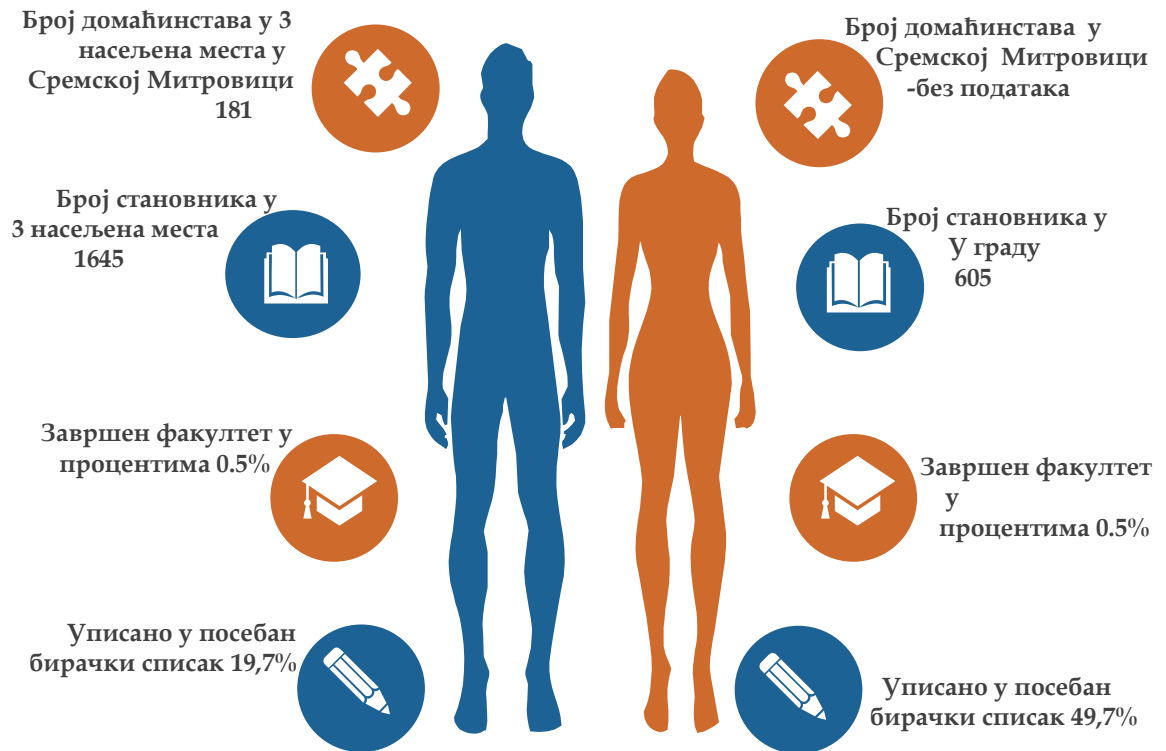 Број домаћинстава у 3
насељена места у
Сремској Митровици
181
Број становника у
3 насељена места
1645
Завршен факултет у
процентима 0.5%
Уписано у посебан
бирачки списак 19,7%
Број домаћинстава у
Сремској Митровици
-без података
Број становника у
У граду
605
Завршен факултет
у
процентима 0.5%
Уписано у посебан
бирачки списак 49,7%